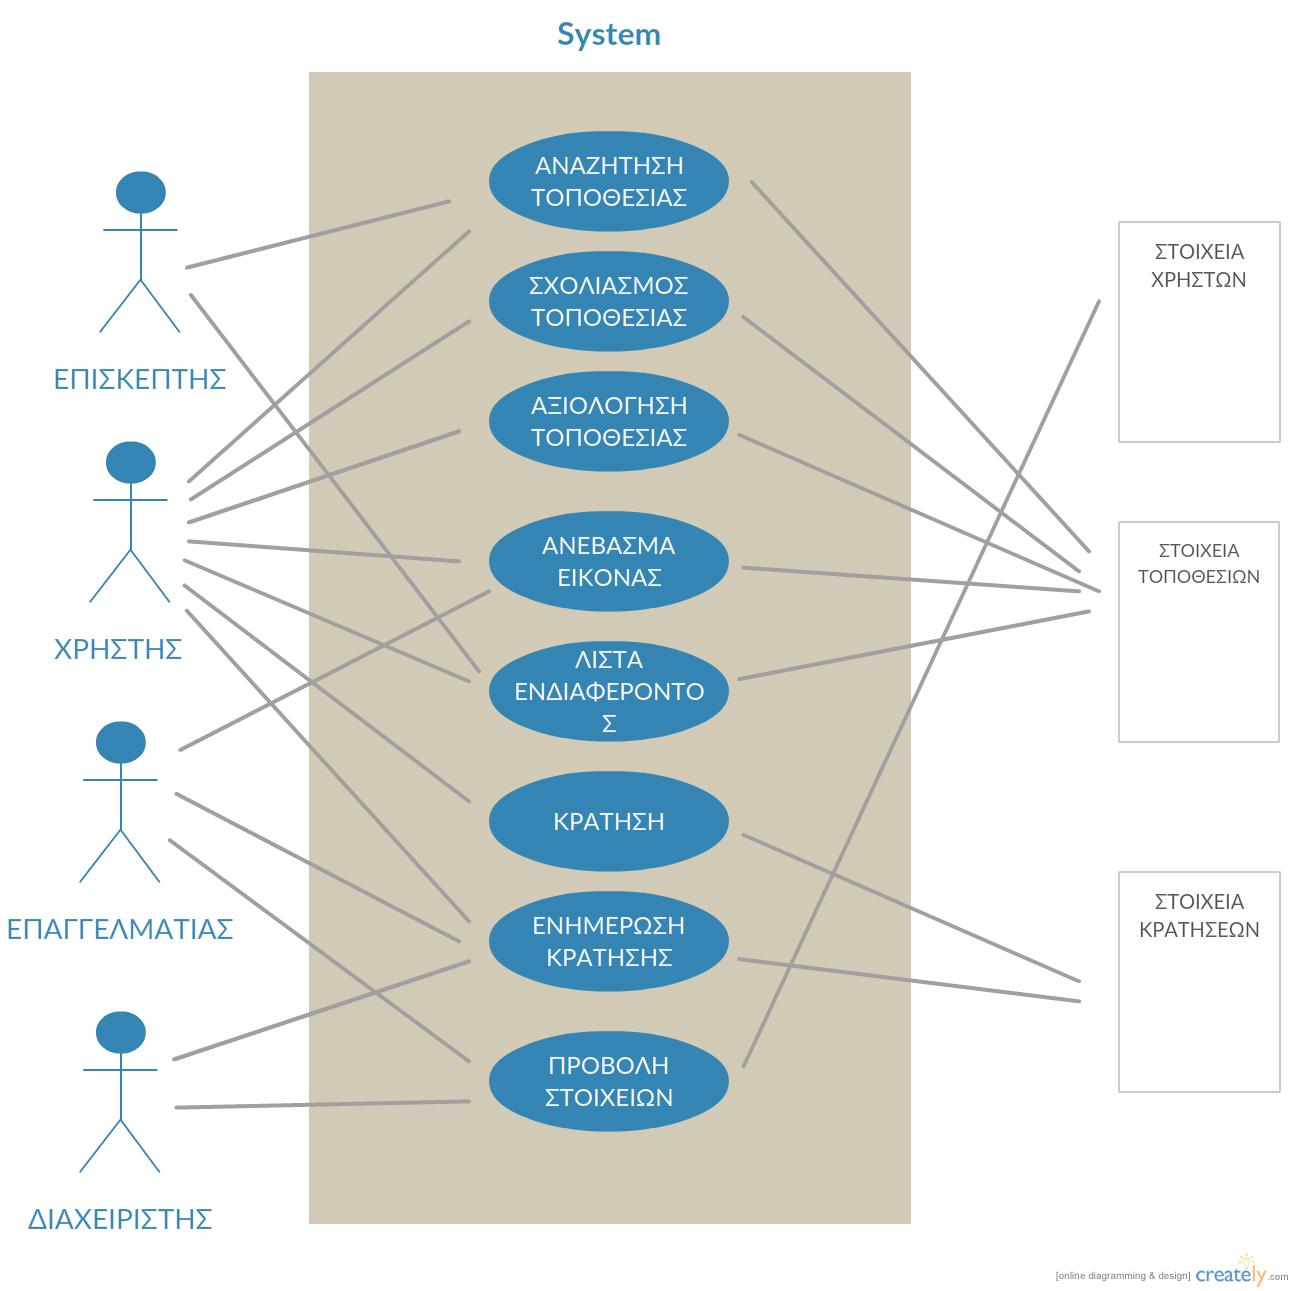 System
ΑΝΑΖΗΤΗΣΗ
ΤΟΠΟΘΕΣΙΑΣ
ΣΧΟΛΙΑΣΜΟΣ
ΤΟΠΟΘΕΣΙΑΣ
ΑΞΙΟΛΟΓΗΣΗ
ΤΟΠΟΘΕΣΙΑΣ
ΑΝΕΒΑΣΜΑ
ΕΙΚΟΝΑΣ
ΛΙΣΤΑ
ΕΝΔΙΑΦΕΡΟΝΤΟ
Σ
ΚΡΑΤΗΣΗ
ΕΝΗΜΕΡΩΣΗ
ΚΡΑΤΗΣΗΣ
ΠΡΟΒΟΛΗ
ΣΤΟΙΧΕΙΩΝ
ΕΠΙΣΚΕΠΤΗΣ
ΧΡΗΣΤΗΣ
ΕΠΑΓΓΕΛΜΑΤΙΑΣ
ΔΙΑΧΕΙΡΙΣΤΗΣ
ΣΤΟΙΧΕΙΑ
ΧΡΗΣΤΩΝ
ΣΤΟΙΧΕΙΑ
ΤΟΠΟΘΕΣΙΩΝ
ΣΤΟΙΧΕΙΑ
ΚΡΑΤΗΣΕΩΝ
[online diagramming & design] creately.com